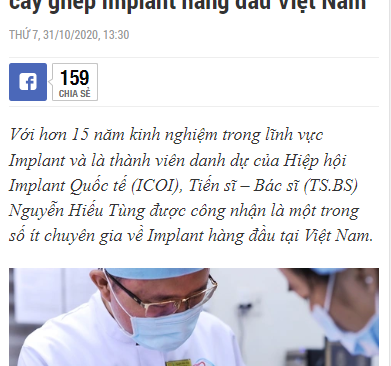 cấy ghép Implant hàng đầu Việt Nam
THỨ 7, 31/10/2020, 13:30
159
CHIA SẺ
Với hơn 15 năm kinh nghiệm trong lĩnh vực
Implant và là thành viên danh dự của Hiệp hội
Implant Quốc tế (ICOI), Tiến sĩ – Bác sĩ (TS.BS)
Nguyễn Hiếu Tùng được công nhận là một trong
số ít chuyên gia về Implant hàng đầu tại Việt Nam.